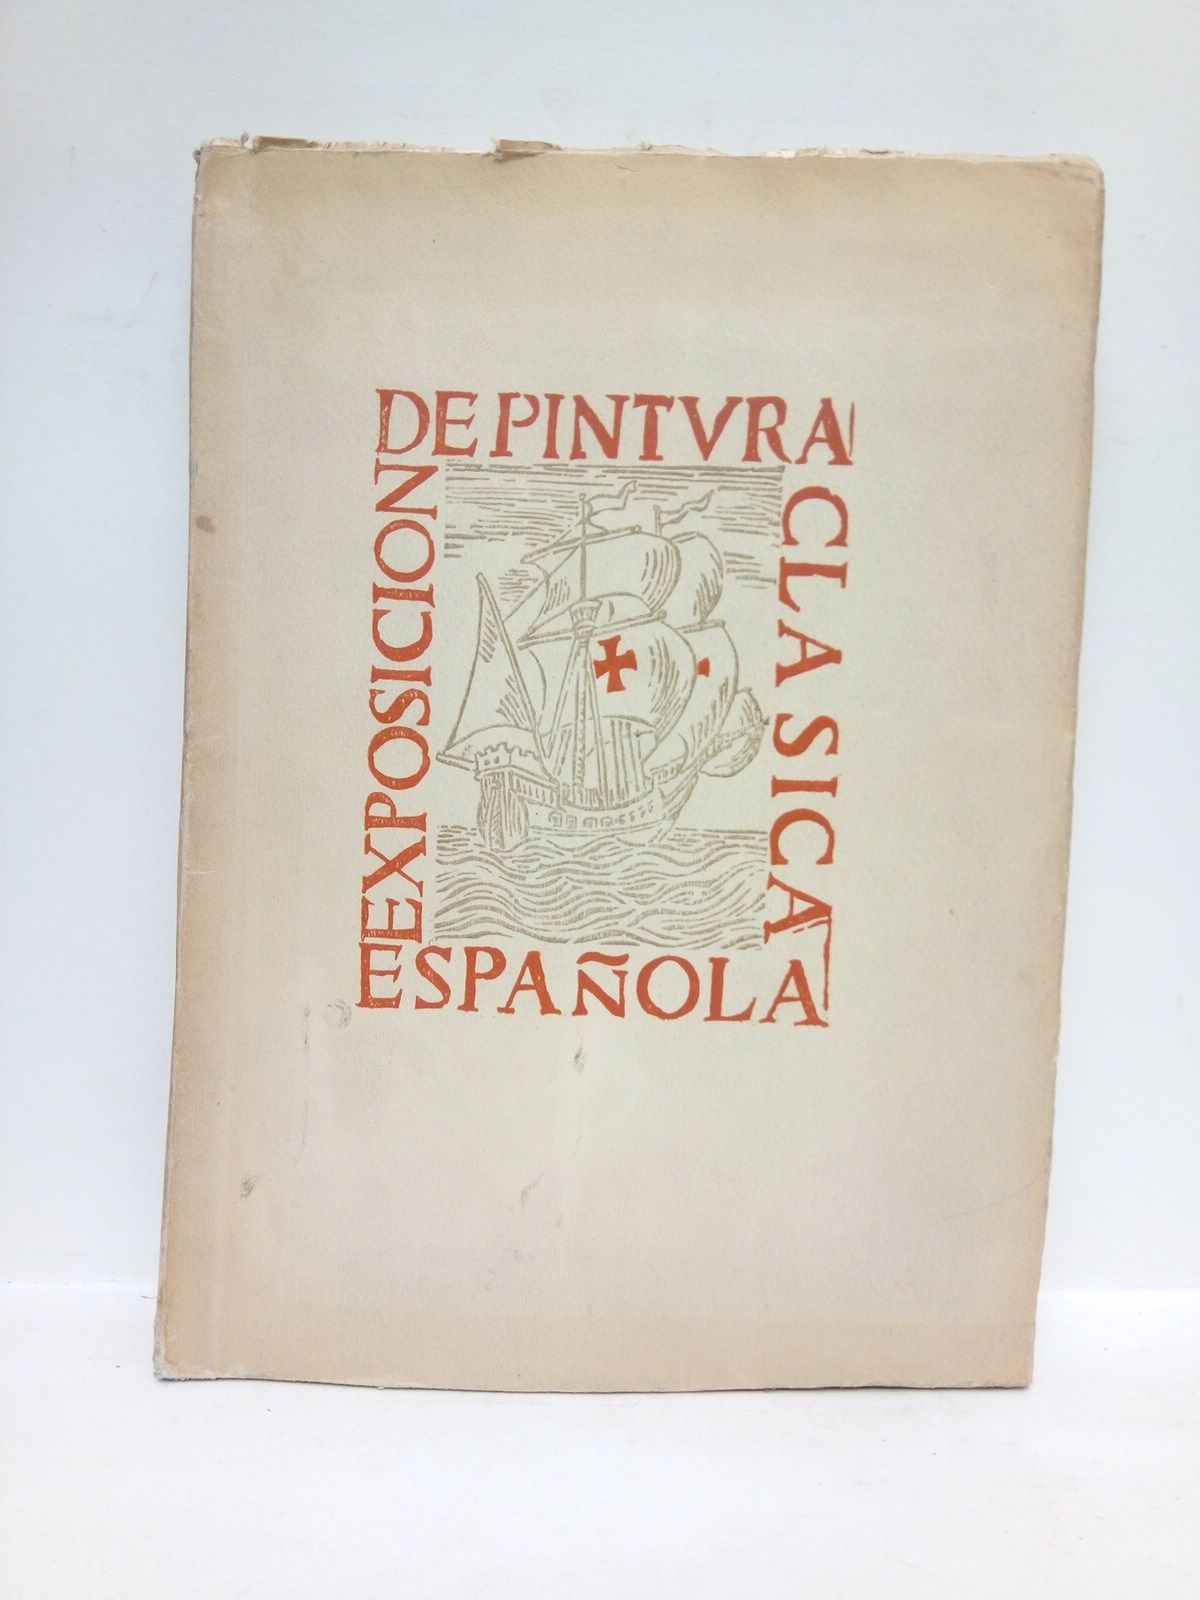 EXPOSICION
DE PINTVRA
CLASICA
ESPAÑOLA